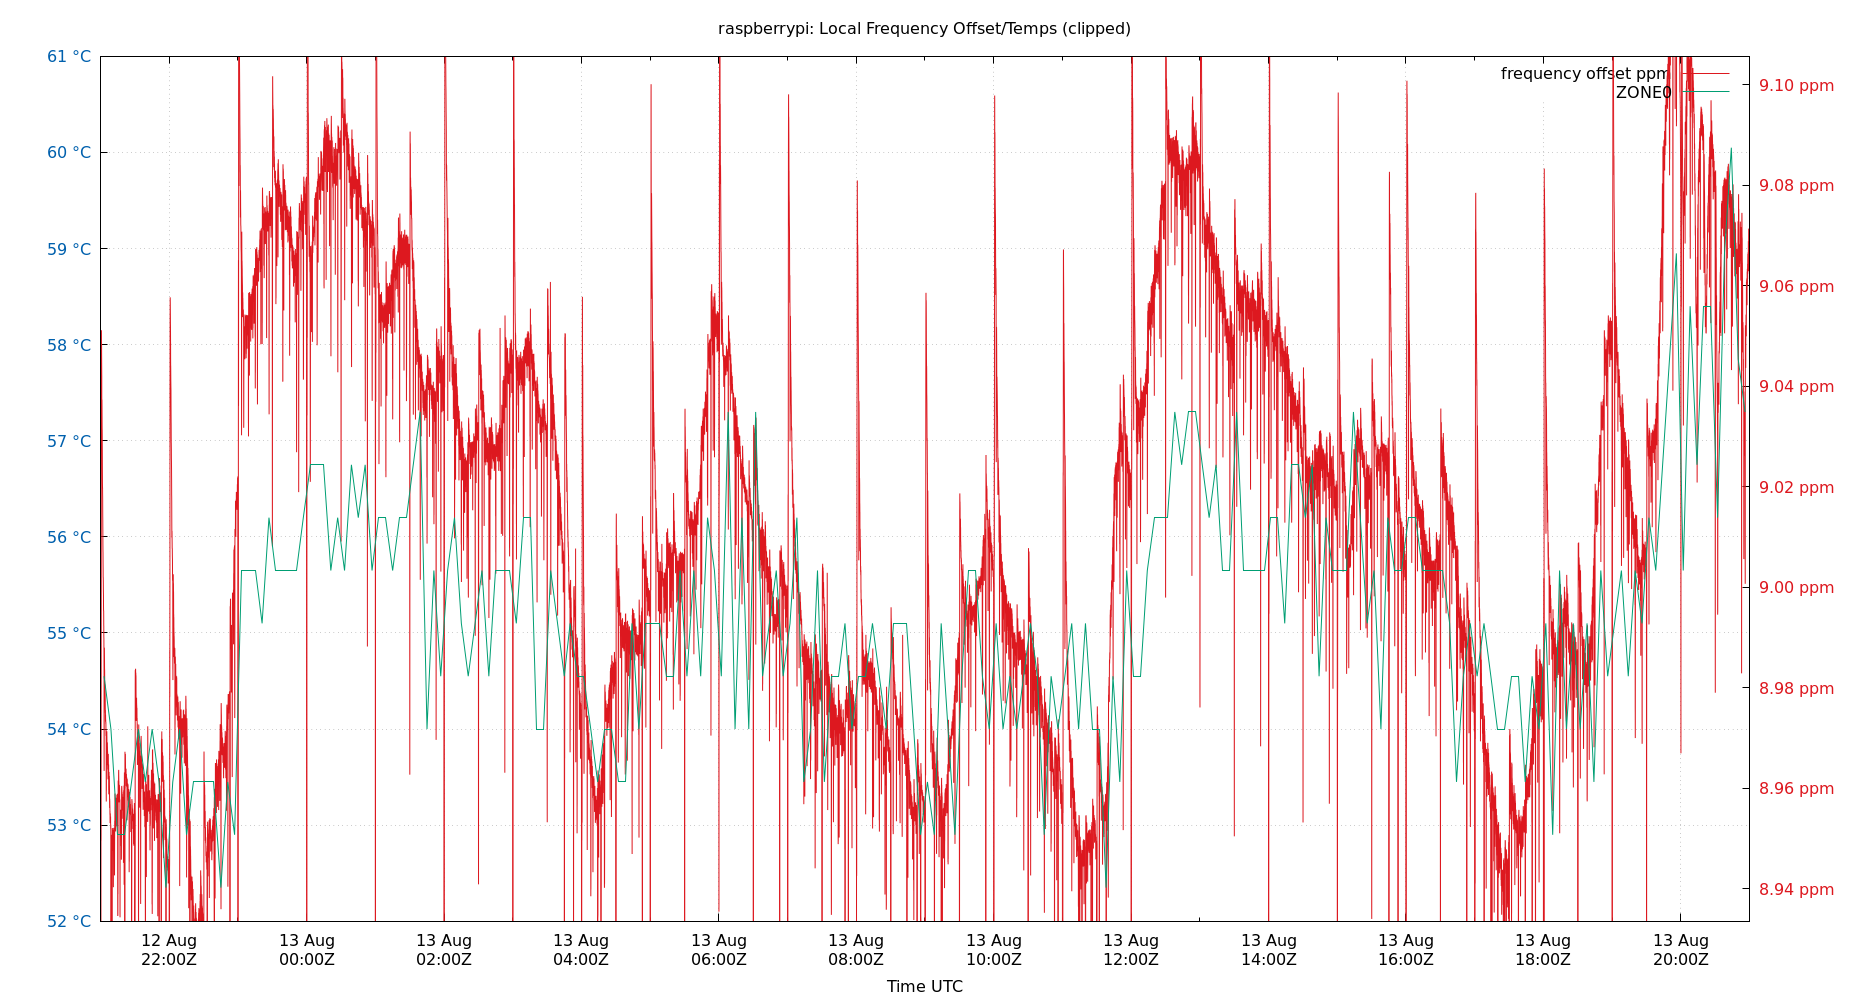 raspberrypi: Local Frequency Offset/Temps (clipped)
frequency offset ppm
ZONE0
61 °C
60 °C
59 °C
58 °C
57 °C
56 °C
55 °C
54 °C
53 °C
52 °C
9.10 ppm
9.08 ppm
9.06 ppm
9.04 ppm
9.02 ppm
9.00 ppm
8.98 ppm
8.96 ppm
8.94 ppm
12 Aug
22:00Z
13 Aug
00:00Z
13 Aug
02:00Z
13 Aug
04:00Z
13 Aug
06:00Z
13 Aug
08:00Z
13 Aug
10:00Z
13 Aug
12:00Z
13 Aug
14:00Z
13 Aug
16:00Z
13 Aug
18:00Z
13 Aug
20:00Z
Time UTC